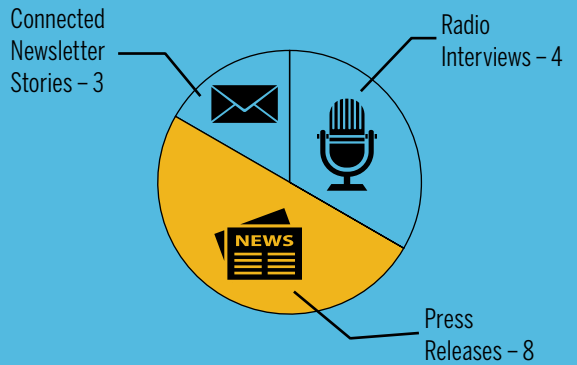 Connected
Newsletter
Stories – 3
Radio
Interviews – 4
NEWS
Press
Releases – 8